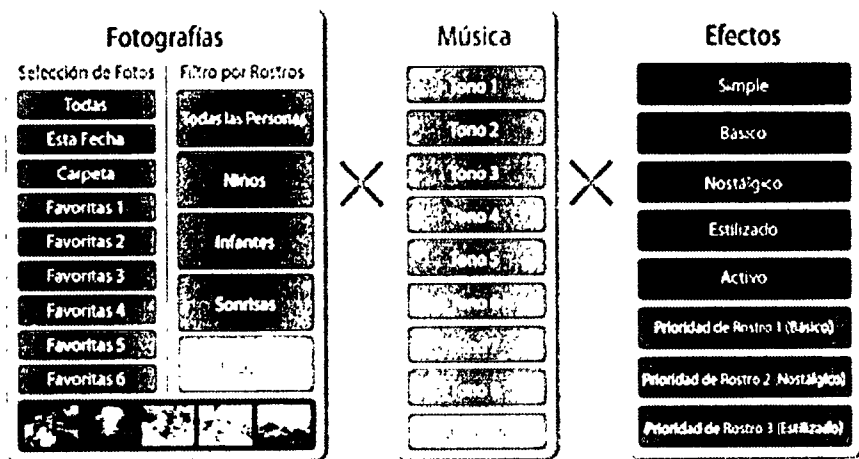 Fotografías
Selección de Fotos
Filtro por Rostros
Todas
Esta Fecha
Carpeta
Favoritas 1
Favoritas 2
Favoritas 3
Favoritas 4
Favoritas 5
Favoritas 6
Todas las Personas
Niños
Infantes
Sonrisas
Música
Tono 1
Tono 2
Tono 3
Tono 4
Tono 5
Efectos
Simple
Básico
Nostálgico
Estilizado
Activo
Prioridad de Rostro 1 (Básico)
Prioridad de Rostro 2 (Nostálgico)
Prioridad de Rostro 3 (Estilizado)